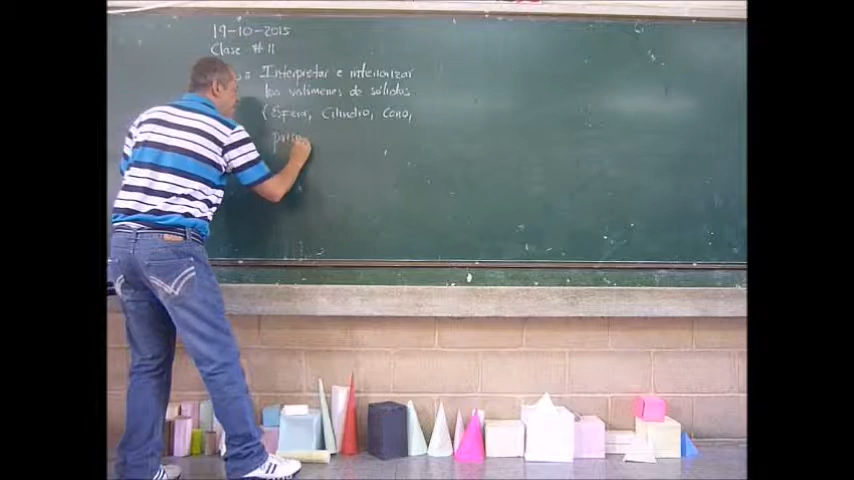 19-10-2015
Clase # 11
Interpretar e interiorizar
los volúmenes de sólidos
(Esfera, Cilindro, Cono,